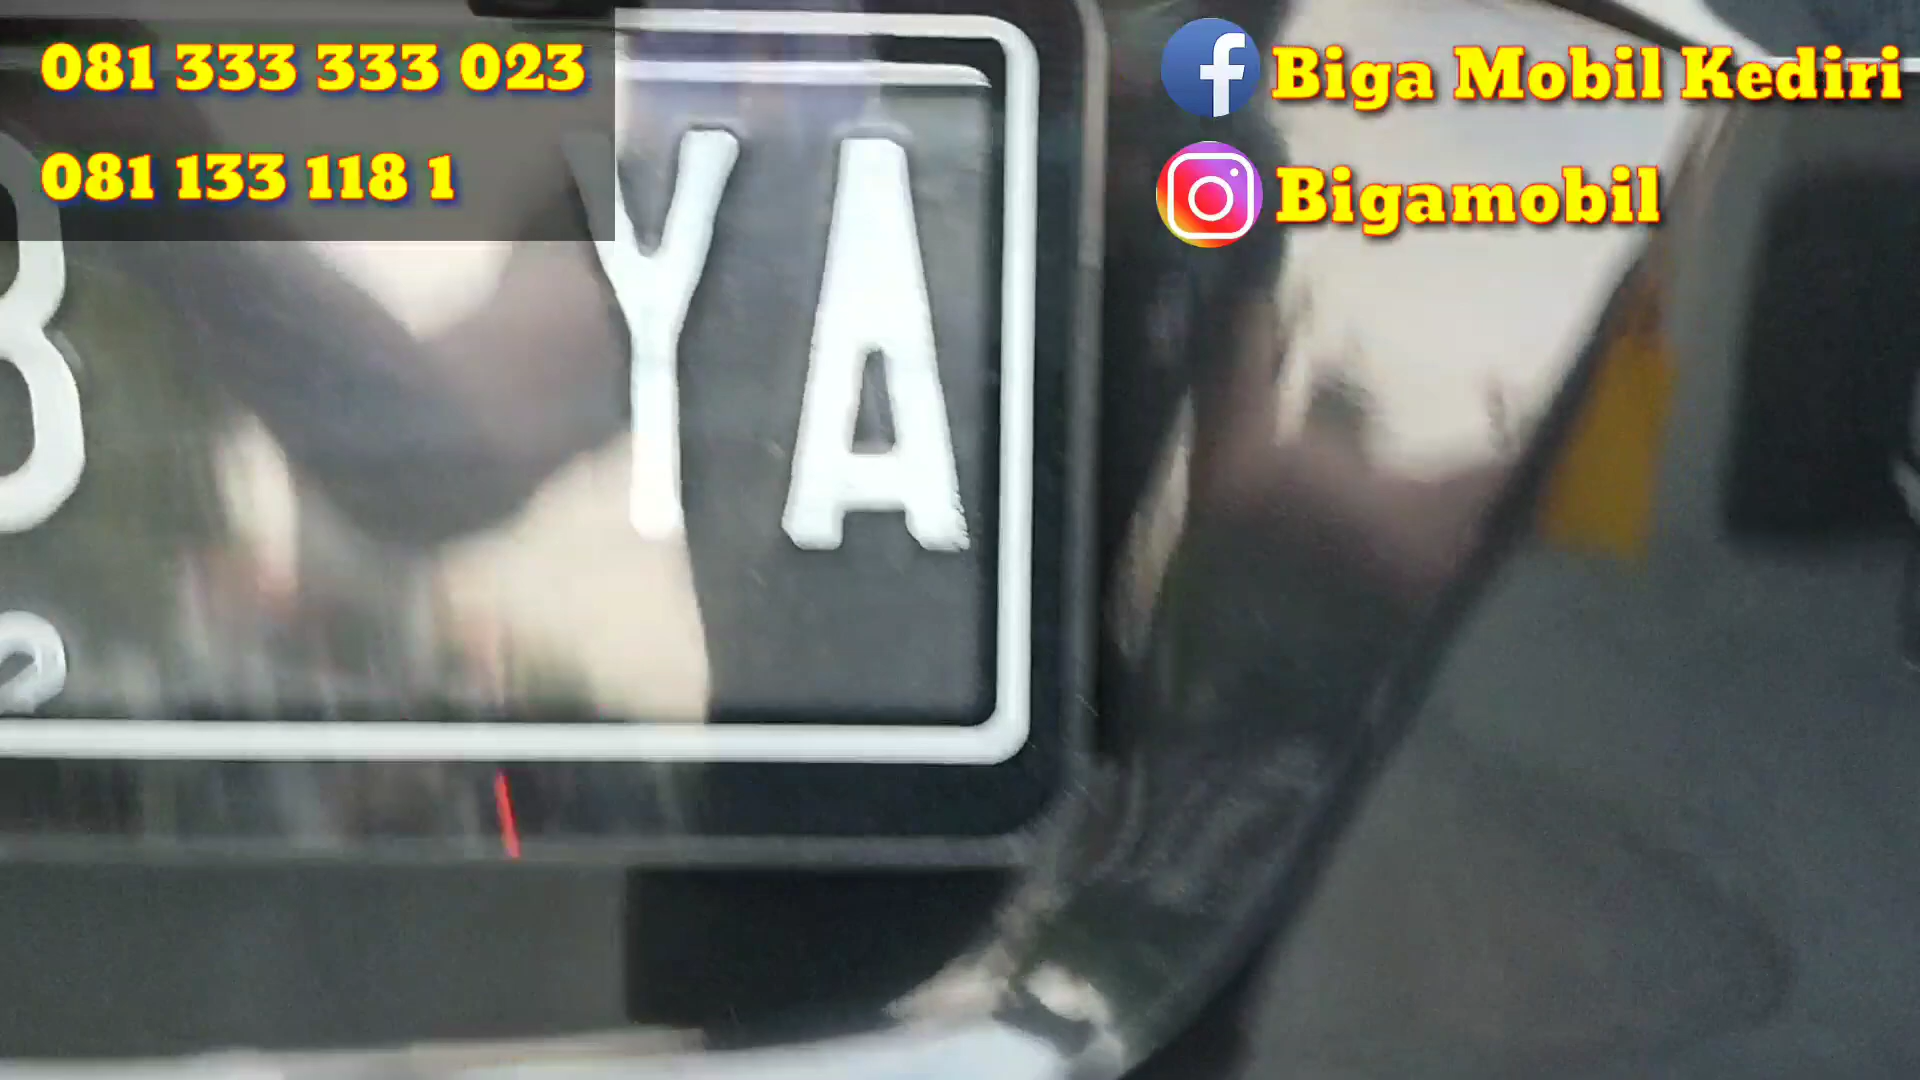 081 333 333 023
081 133 118 1
Biga Mobil Kediri
Bigamobil
YA